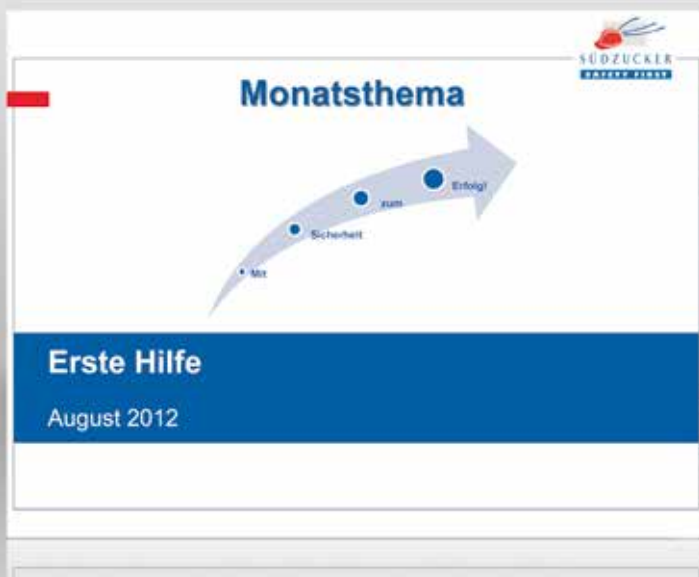 SÜDZUCKER
SAFETY FIRST
Monatsthema
Erfolg!
zum
Sicherheit
Mit
Erste Hilfe
August 2012